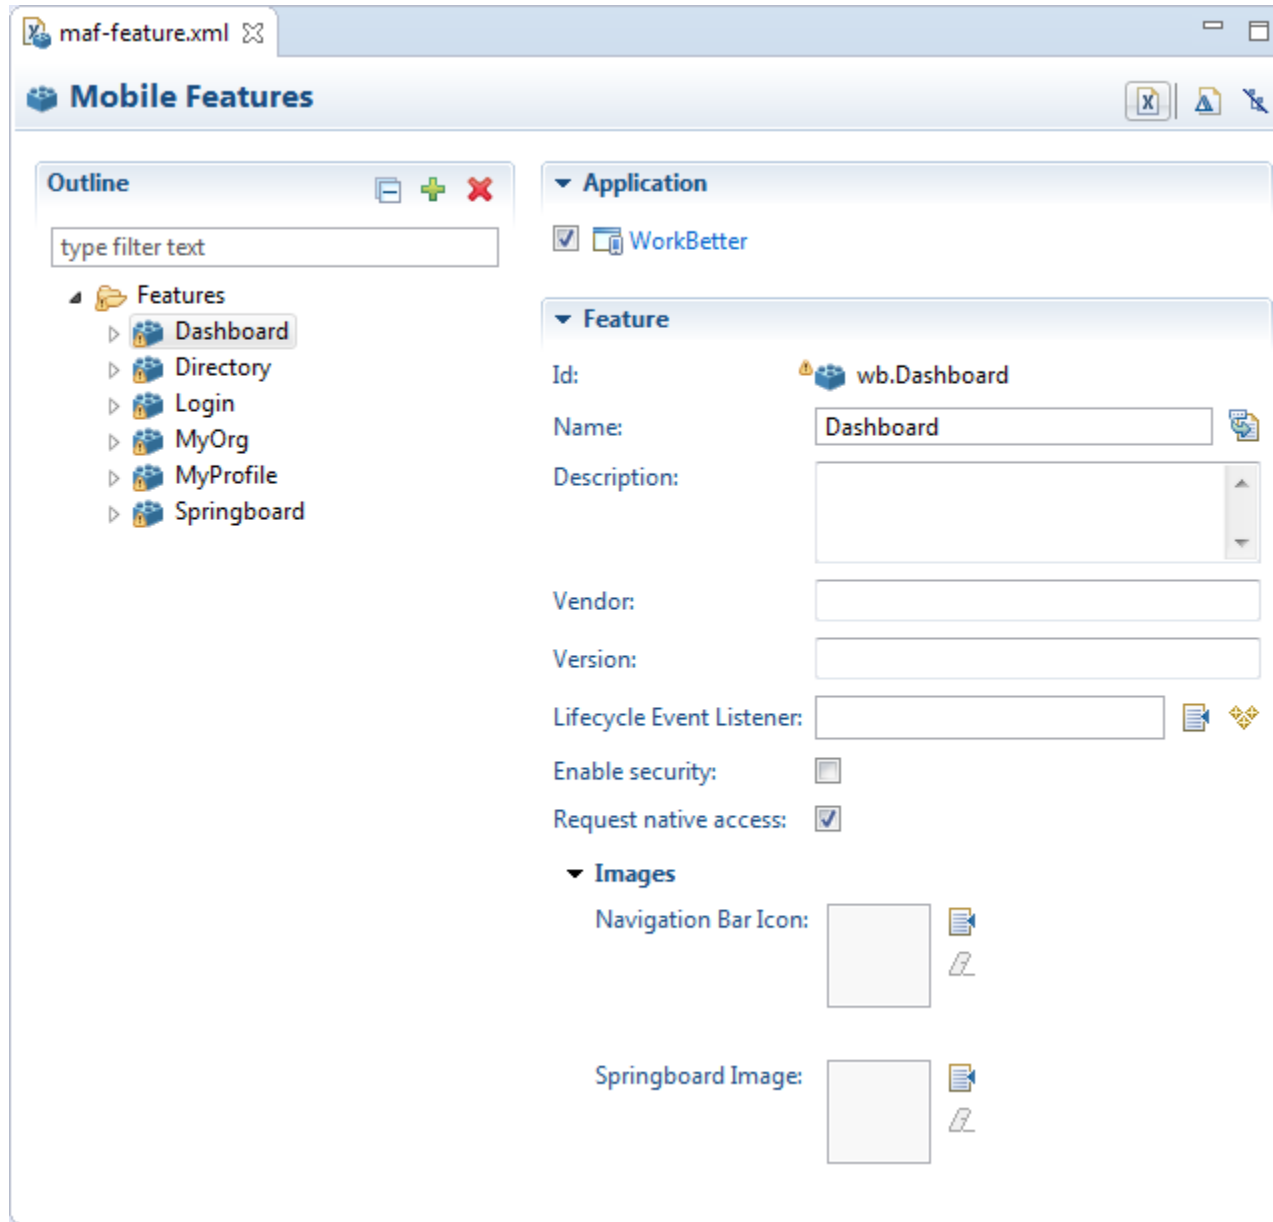 maf-feature.xml
Mobile Features
Outline
type filter text
Features
Dashboard
Directory
Login
MyOrg
MyProfile
Springboard
Application
WorkBetter
Feature
Id: wb.Dashboard
Name: Dashboard
Description:
Vendor:
Version:
Lifecycle Event Listener:
Enable security:
Request native access:
Images
Navigation Bar Icon:
Springboard Image: